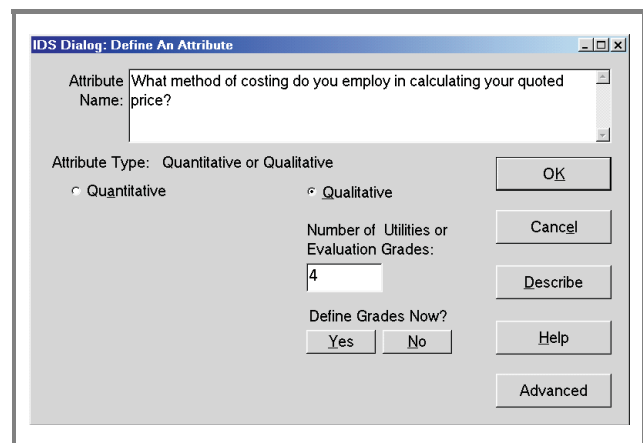 IDS Dialog: Define An Attribute
Attribute Name:
What method of costing do you employ in calculating your quoted
price?
Attribute Type: Quantitative or Qualitative
Quantitative
Qualitative
Number of Utilities or
Evaluation Grades:
4
Define Grades Now?
Yes
No
OK
Cancel
Describe
Help
Advanced